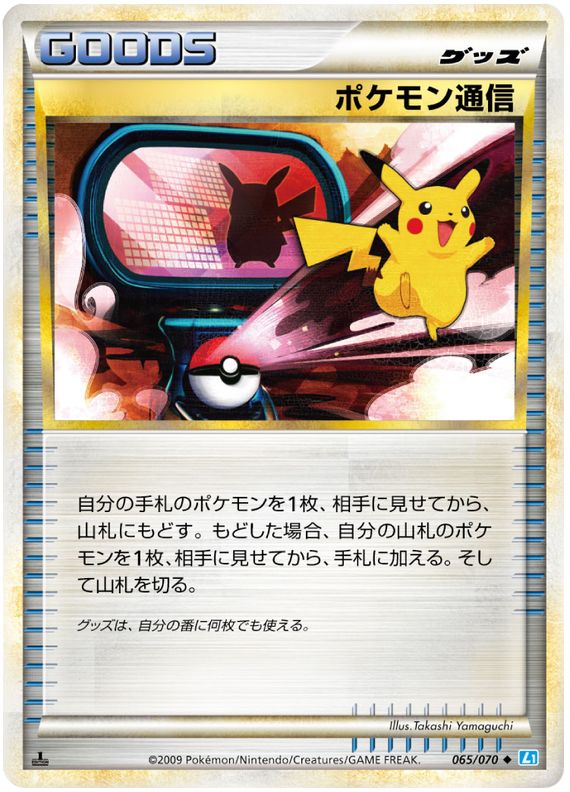 GOODS
グッズ
ポケモン通信
自分の手札のポケモンを1枚、相手に見せてから、
山札にもどす。もどした場合、自分の山札のポケ
モンを1枚、相手に見せてから、手札に加える。そし
て山札を切る。
グッズは、自分の番に何枚でも使える。
Illus.Takashi Yamaguchi
1 EDITION
©2009 Pokémon/Nintendo/Creatures/GAME FREAK.
065/070 ◆ L1